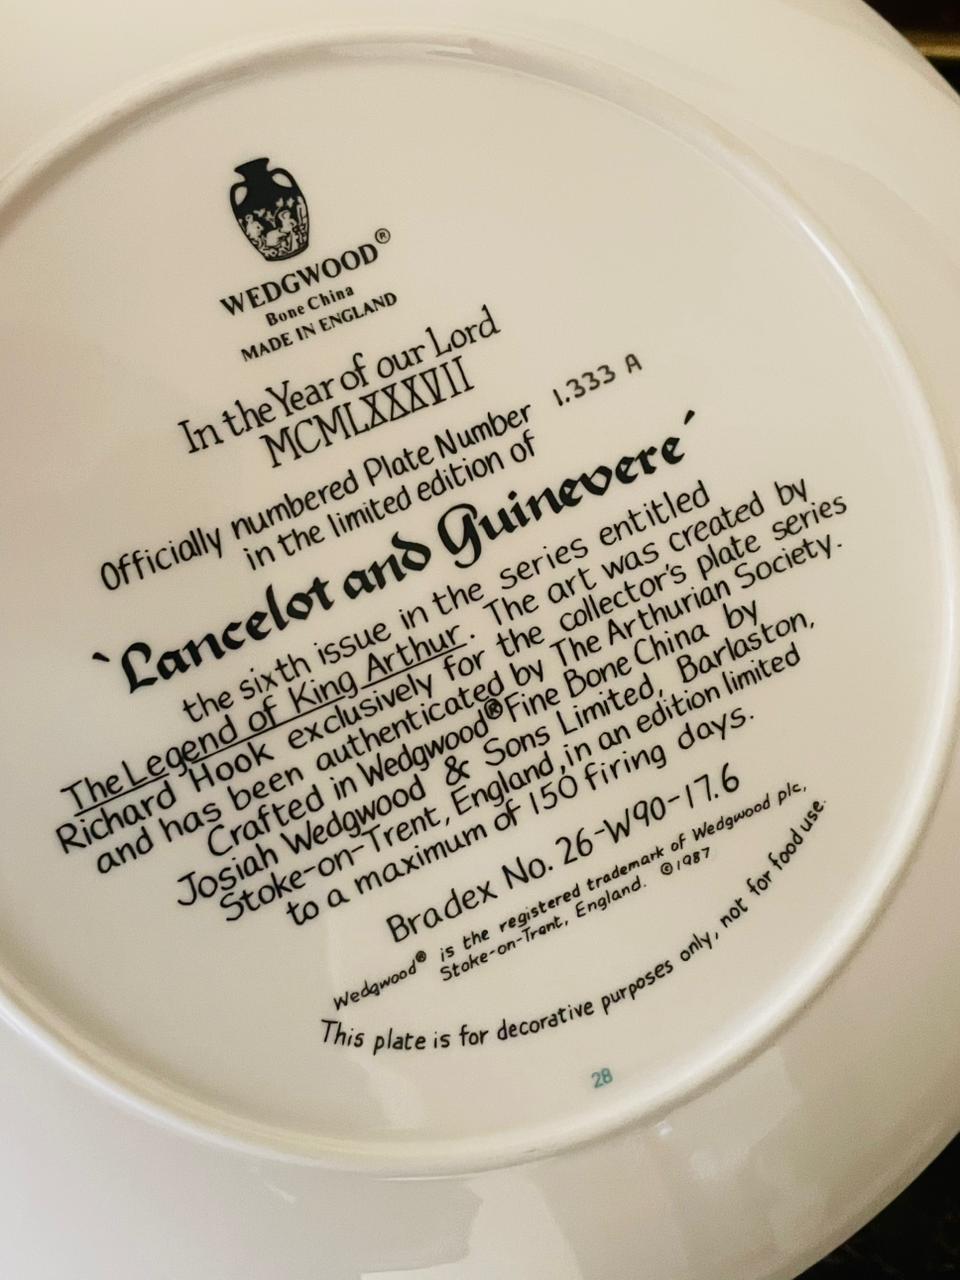 WEDGWOOD®
Bone China
MADE IN ENGLAND
In the Year of our Lord
MCMLXXXVII
Officially numbered Plate Number 1.333 A
in the limited edition of
`Lancelot and Guinevere´
the sixth issue in the series entitled
The Legend of King Arthur. The art was created by
Richard Hook exclusively for the collector's plate series
and has been authenticated by The Arthurian Society.
Crafted in Wedgwood® Fine Bone China by
Josiah Wedgwood & Sons Limited, Barlaston,
Stoke-on-Trent, England, in an edition limited
to a maximum of 150 firing days.
Bradex No. 26-W90-17.6
Wedgwood® is the registered trademark of Wedgwood plc,
Stoke-on-Trent, England. ©1987
This plate is for decorative purposes only, not for food use.
28